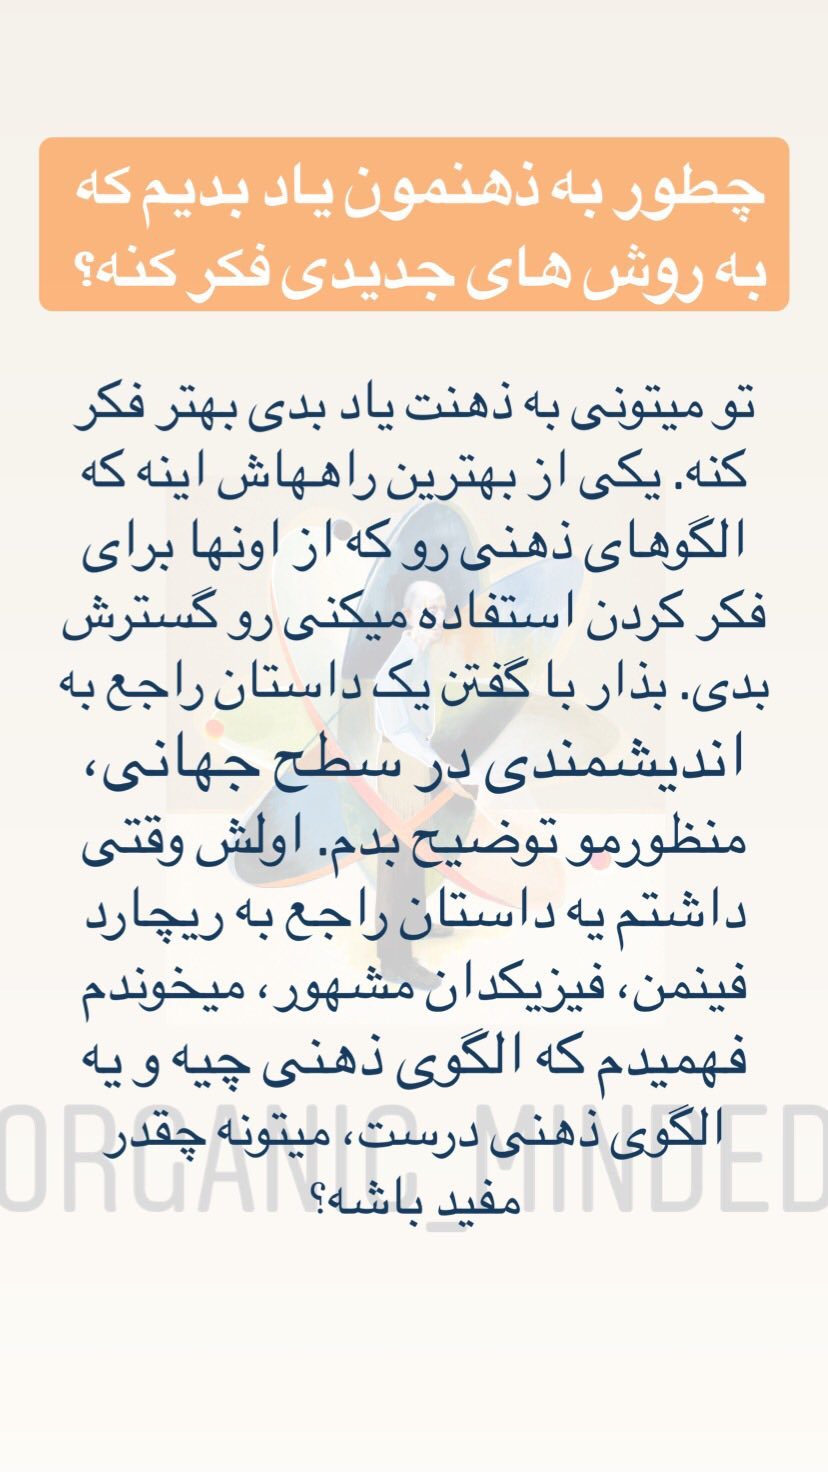 چطور به ذهنمون یاد بدیم که
به روش های جدیدی فکر کنه؟
تو میتونی به ذهنت یاد بدی بهتر فکر
کنه. یکی از بهترین راههاش اینه که
الگوهای ذهنی رو که از اونها برای
فکر کردن استفاده میکنی رو گسترش
بدی. بذار با گفتن یک داستان راجع به
اندیشمندی در سطح جهانی،
منظورمو توضیح بدم. اولش وقتی
داشتم یه داستان راجع به ریچارد
فینمن، فیزیکدان مشهور، میخوندم
فهمیدم که الگوی ذهنی چیه و یه
الگوی ذهنی درست، میتونه چقدر
مفید باشه؟
ORGANIC_MINDED